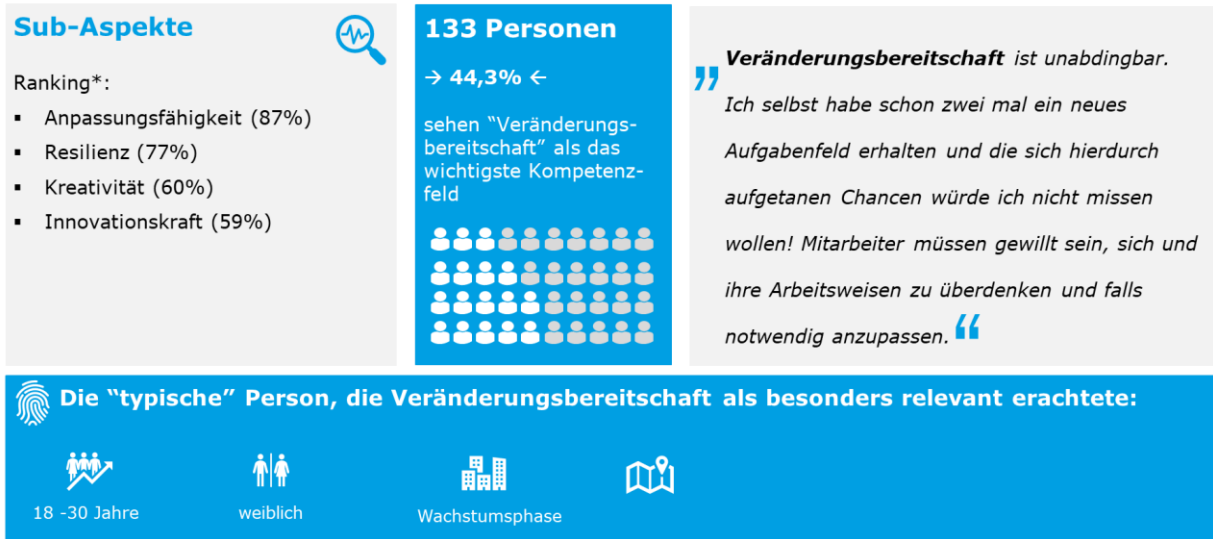 Sub-Aspekte
Ranking*:
▪ Anpassungsfähigkeit (87%)
▪ Resilienz (77%)
▪ Kreativität (60%)
▪ Innovationskraft (59%)
133 Personen
→ 44,3% ←
sehen “Veränderungs-
bereitschaft” als das
wichtigste Kompetenz-
feld
„Veränderungsbereitschaft ist unabdingbar.
Ich selbst habe schon zwei mal ein neues
Aufgabenfeld erhalten und die sich hierdurch
aufgetanen Chancen würde ich nicht missen
wollen! Mitarbeiter müssen gewillt sein, sich und
ihre Arbeitsweisen zu überdenken und falls
notwendig anzupassen.“
Die “typische” Person, die Veränderungsbereitschaft als besonders relevant erachtete:
18 -30 Jahre
weiblich
Wachstumsphase